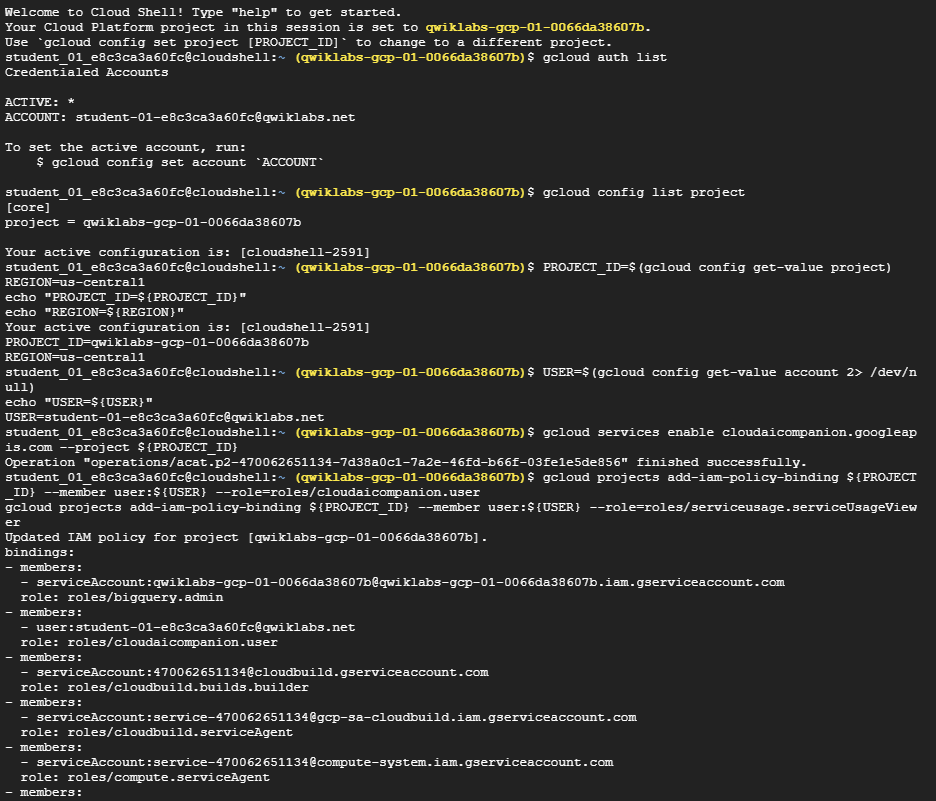 Welcome to Cloud Shell! Type "help" to get started.
Your Cloud Platform project in this session is set to qwiklabs-gcp-01-0066da38607b.
Use `gcloud config set project [PROJECT_ID]` to change to a different project.
student_01_e8c3ca3a60fc@cloudshell:~ (qwiklabs-gcp-01-0066da38607b)$ gcloud auth list
Credentialed Accounts

ACTIVE: *
ACCOUNT: student-01-e8c3ca3a60fc@qwiklabs.net

To set the active account, run:
    $ gcloud config set account `ACCOUNT`

student_01_e8c3ca3a60fc@cloudshell:~ (qwiklabs-gcp-01-0066da38607b)$ gcloud config list project
[core]
project = qwiklabs-gcp-01-0066da38607b

Your active configuration is: [cloudshell-2591]
student_01_e8c3ca3a60fc@cloudshell:~ (qwiklabs-gcp-01-0066da38607b)$ PROJECT_ID=$(gcloud config get-value project)
REGION=us-central1
echo "PROJECT_ID=${PROJECT_ID}"
echo "REGION=${REGION}"
Your active configuration is: [cloudshell-2591]
PROJECT_ID=qwiklabs-gcp-01-0066da38607b
REGION=us-central1
student_01_e8c3ca3a60fc@cloudshell:~ (qwiklabs-gcp-01-0066da38607b)$ USER=$(gcloud config get-value account 2> /dev/n
ull)
echo "USER=${USER}"
USER=student-01-e8c3ca3a60fc@qwiklabs.net
student_01_e8c3ca3a60fc@cloudshell:~ (qwiklabs-gcp-01-0066da38607b)$ gcloud services enable cloudaicompanion.googleap
is.com --project ${PROJECT_ID}
Operation "operations/acat.p2-470062651134-7d38a0c1-7a2e-46fd-b66f-03fe1e5de856" finished successfully.
student_01_e8c3ca3a60fc@cloudshell:~ (qwiklabs-gcp-01-0066da38607b)$ gcloud projects add-iam-policy-binding ${PROJECT
_ID} --member user:${USER} --role=roles/cloudaicompanion.user
gcloud projects add-iam-policy-binding ${PROJECT_ID} --member user:${USER} --role=roles/serviceusage.serviceUsageView
er
Updated IAM policy for project [qwiklabs-gcp-01-0066da38607b].
bindings:
- members:
  - serviceAccount:qwiklabs-gcp-01-0066da38607b@qwiklabs-gcp-01-0066da38607b.iam.gserviceaccount.com
  role: roles/bigquery.admin
- members:
  - user:student-01-e8c3ca3a60fc@qwiklabs.net
  role: roles/cloudaicompanion.user
- members:
  - serviceAccount:470062651134@cloudbuild.gserviceaccount.com
  role: roles/cloudbuild.builds.builder
- members:
  - serviceAccount:service-470062651134@gcp-sa-cloudbuild.iam.gserviceaccount.com
  role: roles/cloudbuild.serviceAgent
- members:
  - serviceAccount:service-470062651134@compute-system.iam.gserviceaccount.com
  role: roles/compute.serviceAgent
- members: